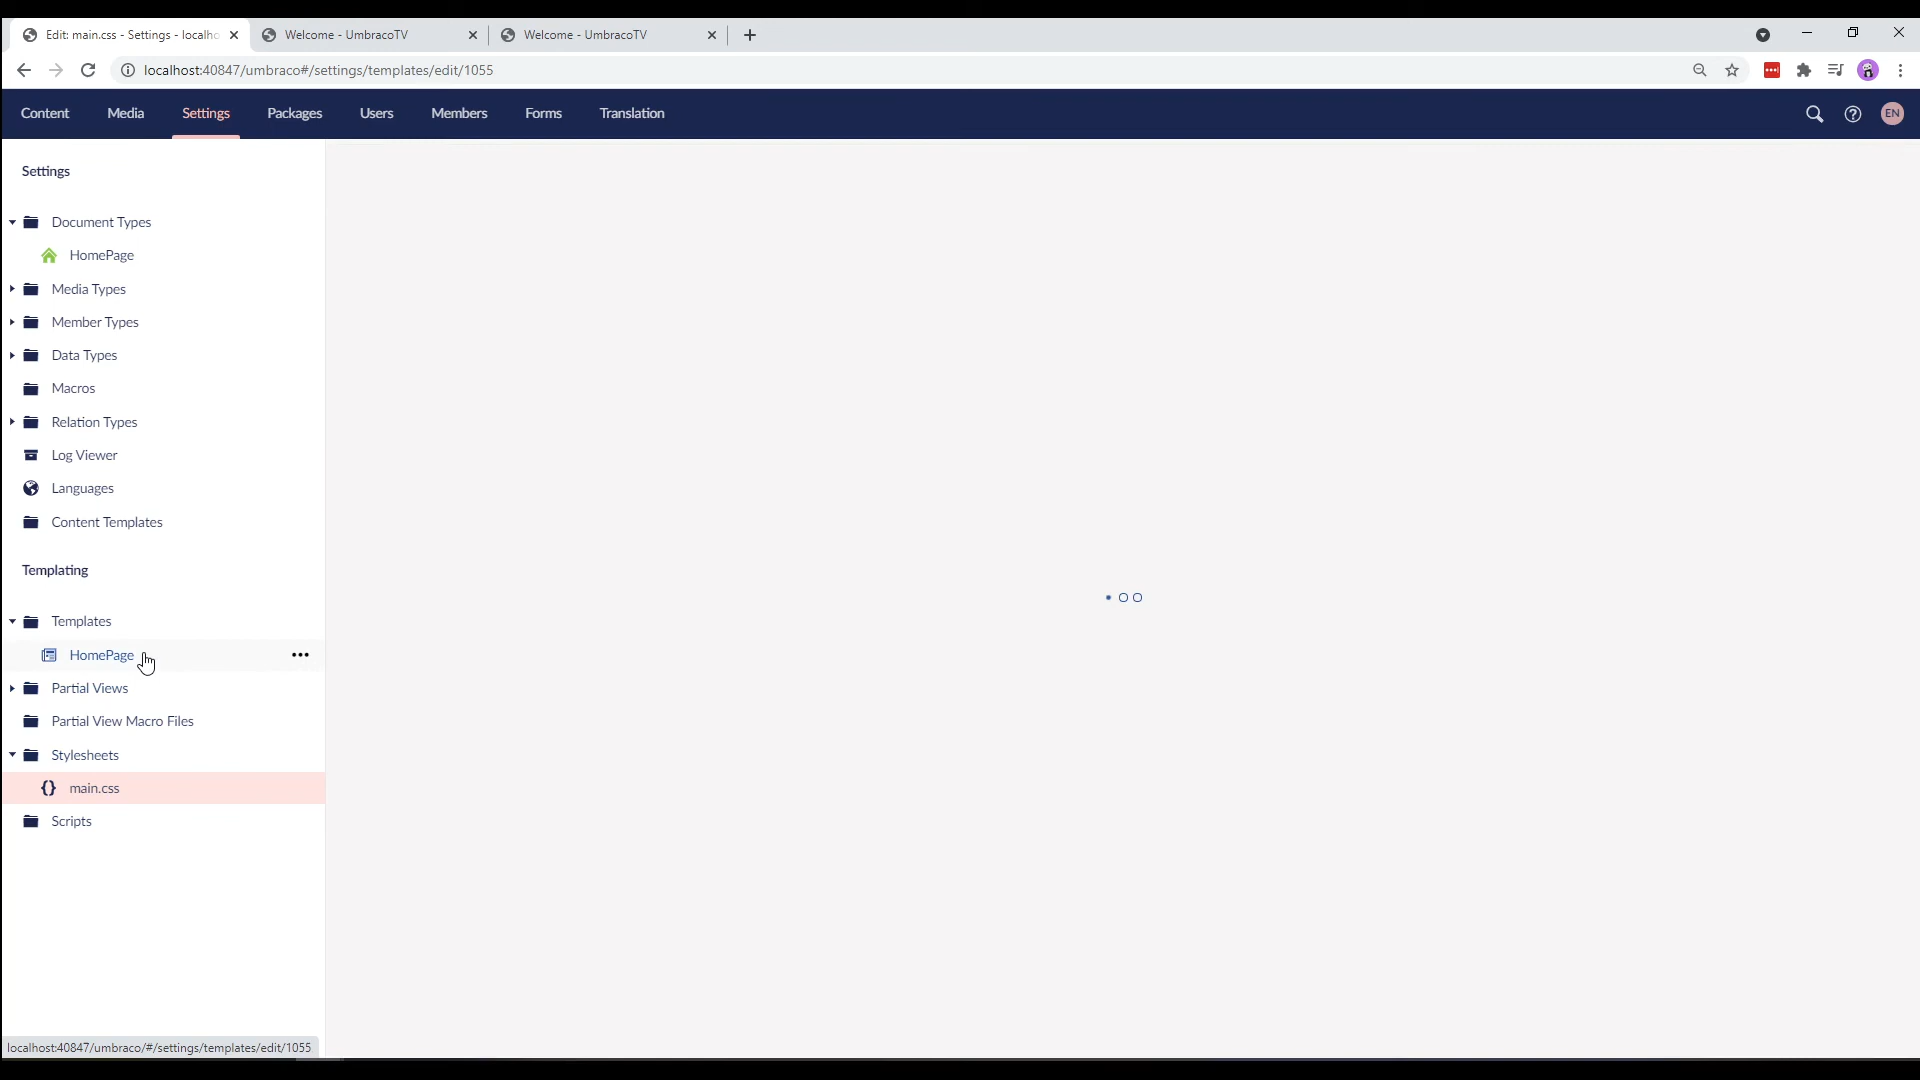 Edit: main.css - Settings - localho
Welcome - UmbracoTV
Welcome - UmbracoTV
localhost:40847/umbraco#/settings/templates/edit/1055
Content Media Settings Packages Users Members Forms Translation
EN
Settings
Document Types
HomePage
Media Types
Member Types
Data Types
Macros
Relation Types
Log Viewer
Languages
Content Templates
Templating
Templates
HomePage
Partial Views
Partial View Macro Files
Stylesheets
{} main.css
Scripts
localhost:40847/umbraco/#/settings/templates/edit/1055